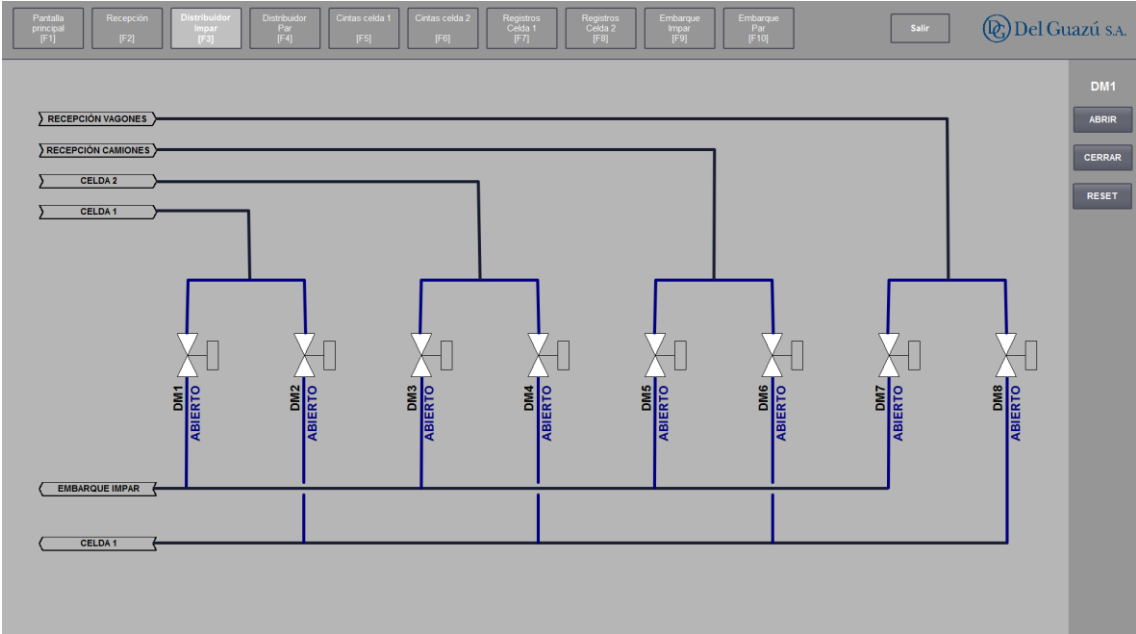 Pantalla
principal
[F1]
Recepción
[F2]
Distribuidor
Impar
[F3]
Distribuidor
Par
[F4]
Cintas celda 1
[F5]
Cintas celda 2
[F6]
Registros
Celda 1
[F7]
Registros
Celda 2
[F8]
Embarque
Impar
[F9]
Embarque
Par
[F10]
Salir
DG Del Guazú S.A.
DM1
ABRIR
CERRAR
RESET
RECEPCIÓN VAGONES
RECEPCIÓN CAMIONES
CELDA 2
CELDA 1
DM1
ABIERTO
DM2
ABIERTO
DM3
ABIERTO
DM4
ABIERTO
DM5
ABIERTO
DM6
ABIERTO
DM7
ABIERTO
DM8
ABIERTO
EMBARQUE IMPAR
CELDA 1